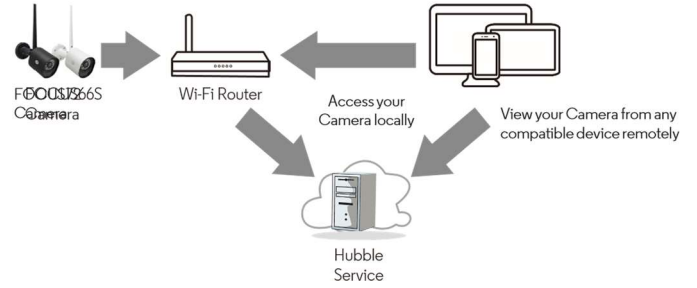 Wi-Fi Router
Access your
Camera locally
View your Camera from any
compatible device remotely
Hubble
Service